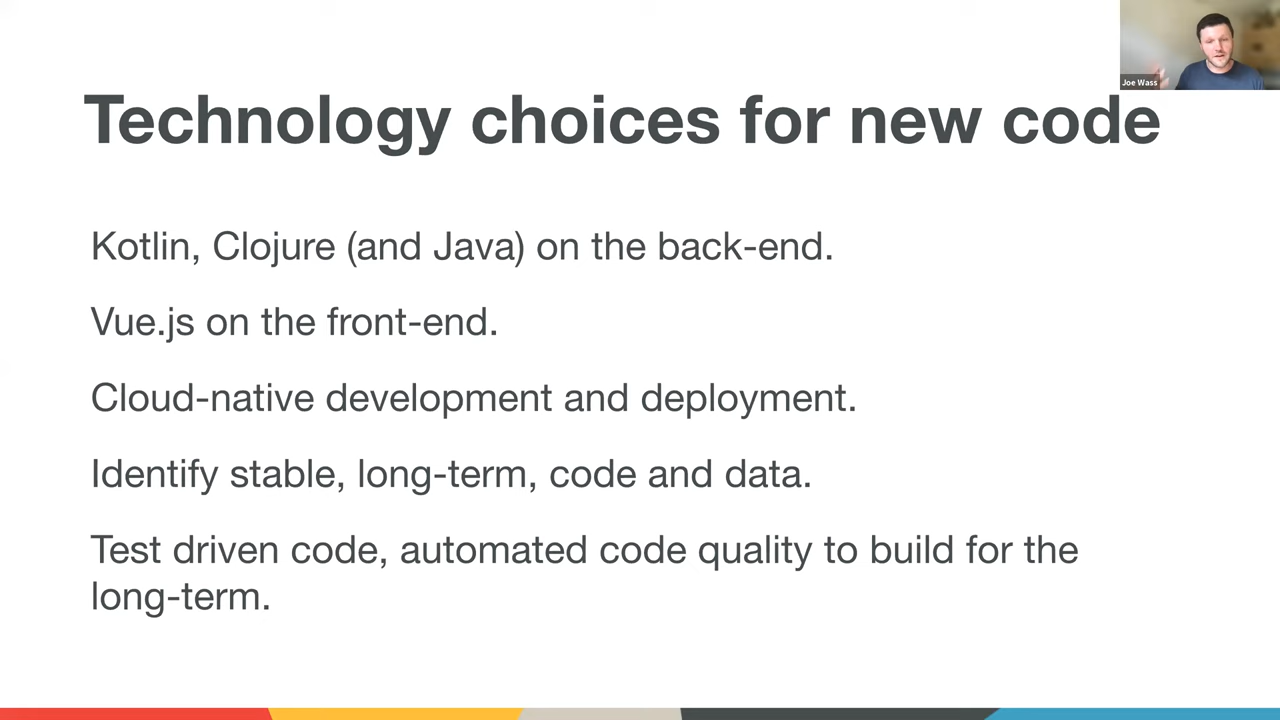 Joe Wass
Technology choices for new code
Kotlin, Clojure (and Java) on the back-end.
Vue.js on the front-end.
Cloud-native development and deployment.
Identify stable, long-term, code and data.
Test driven code, automated code quality to build for the
long-term.